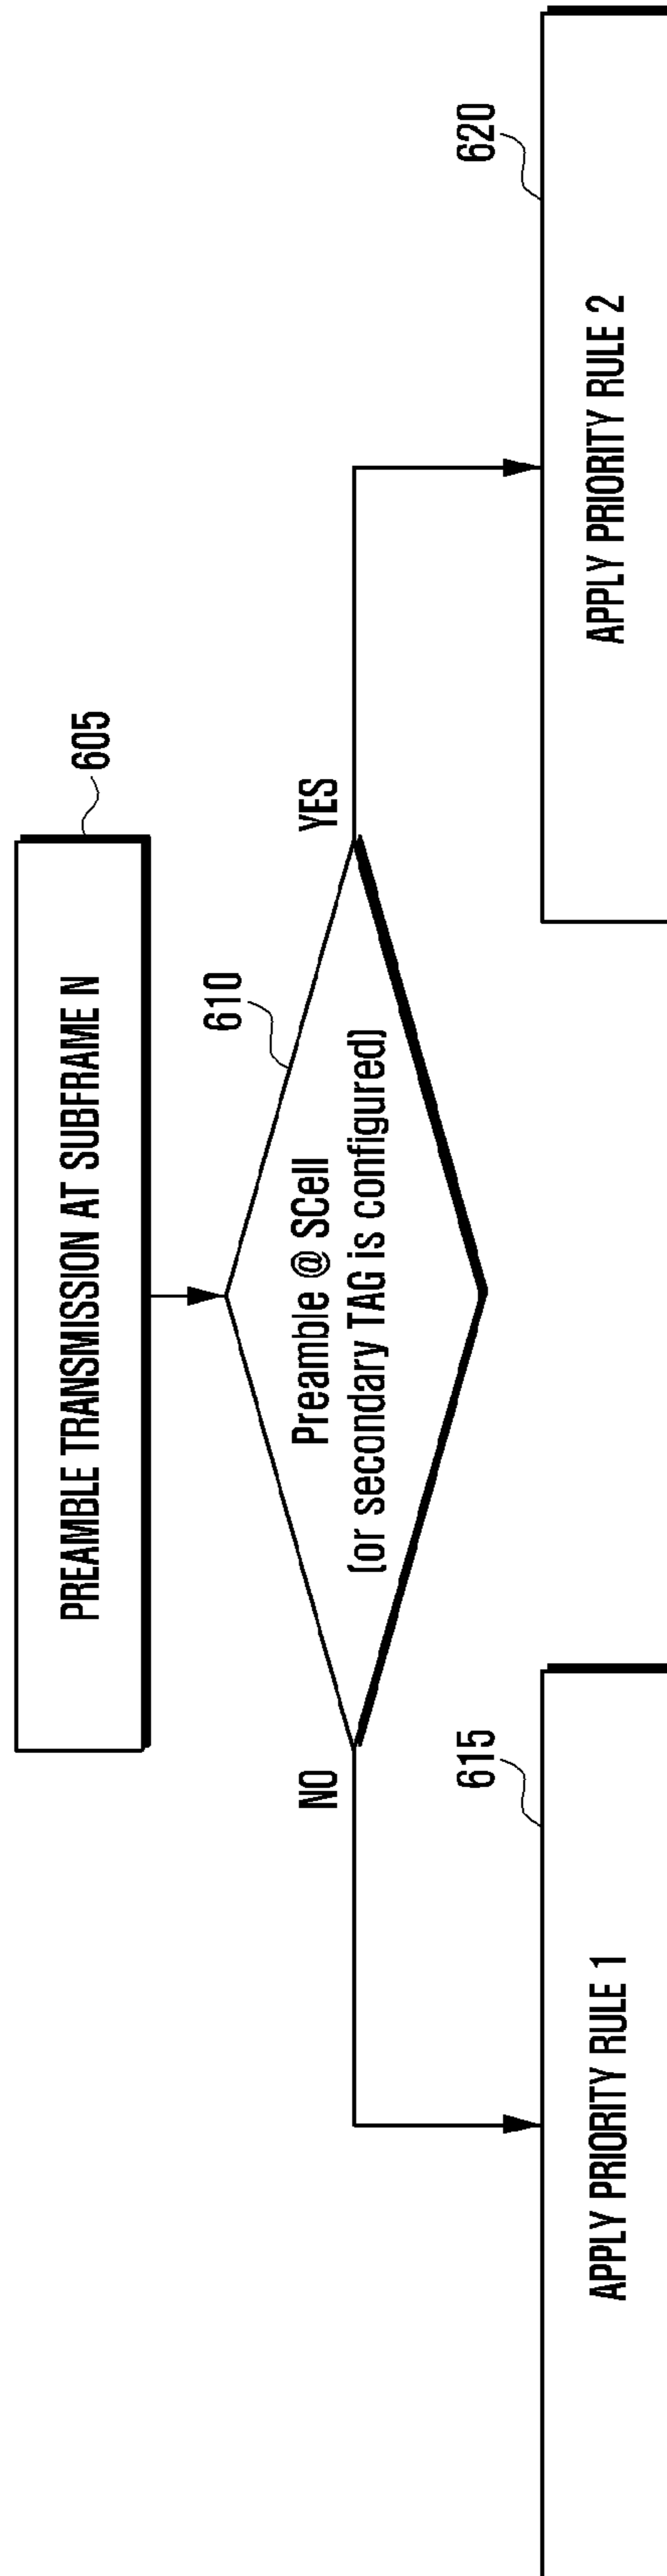 PREAMBLE TRANSMISSION AT SUBFRAME N
605
610
Preamble @ SCell
(or secondary TAG is configured)
NO
YES
615
APPLY PRIORITY RULE 1
620
APPLY PRIORITY RULE 2